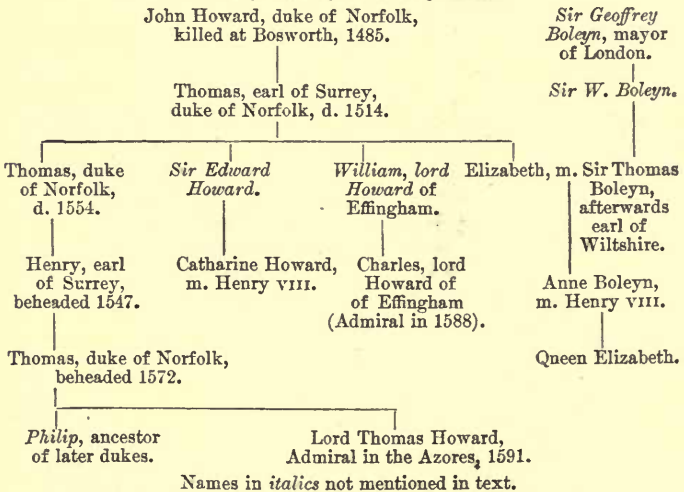 John Howard, duke of Norfolk,
killed at Bosworth, 1485.
Sir Geoffrey
Boleyn, mayor
of London.
Thomas, earl of Surrey,
duke of Norfolk, d. 1514.
Sir W. Boleyn.
Thomas, duke
of Norfolk,
d. 1554.
Sir Edward
Howard.
William, lord
Howard of
Effingham.
Elizabeth, m. Sir Thomas
Boleyn,
afterwards
earl of
Wiltshire.
Henry, earl
of Surrey,
beheaded 1547.
Catharine Howard,
m. Henry VIII.
Charles, lord
Howard of
of Effingham
(Admiral in 1588).
Anne Boleyn,
m. Henry VIII.
Thomas, duke of Norfolk,
beheaded 1572.
Queen Elizabeth.
Philip, ancestor
of later dukes.
Lord Thomas Howard,
Admiral in the Azores, 1591.
Names in italics not mentioned in text.